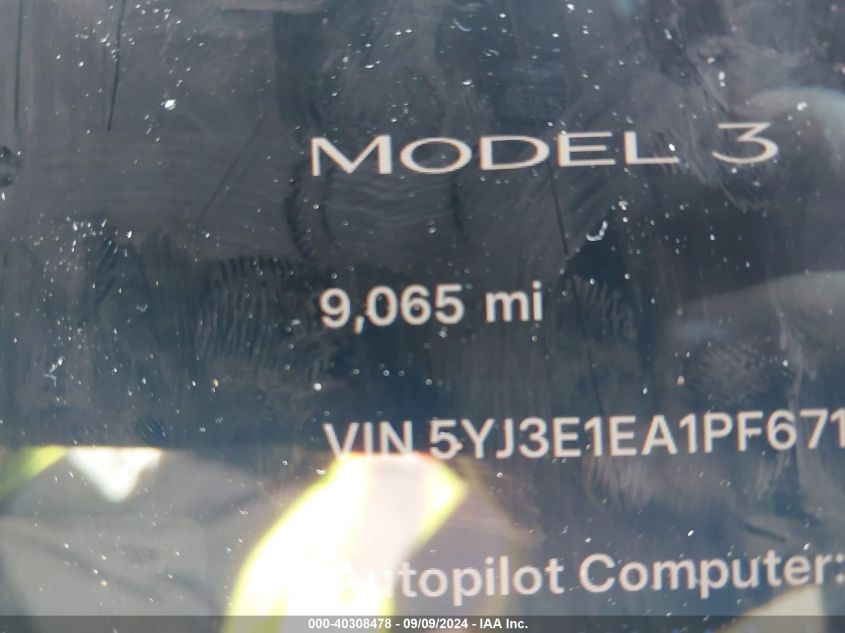 MODEL 3
9,065 mi
VIN 5YJ3E1EA1PF671
Autopilot Computer:
000-40308478 - 09/09/2024 - IAA Inc.